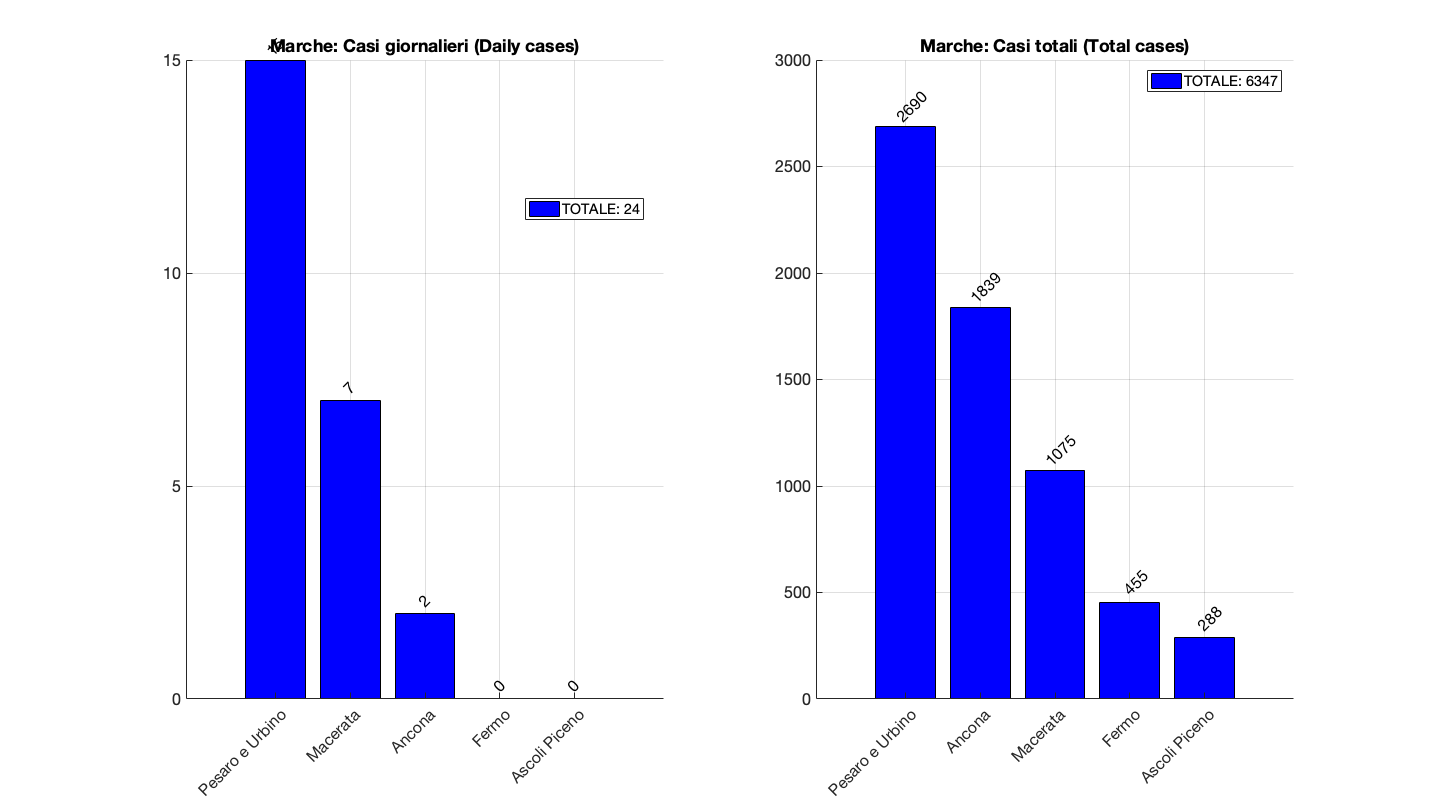 Marche: Casi giornalieri (Daily cases)
15
10
5
0
7
2
0
0
TOTALE: 24
Pesaro e Urbino
Macerata
Ancona
Fermo
Ascoli Piceno
Marche: Casi totali (Total cases)
3000
2500
2000
1500
1000
500
0
2690
1839
1075
455
288
TOTALE: 6347
Pesaro e Urbino
Ancona
Macerata
Fermo
Ascoli Piceno